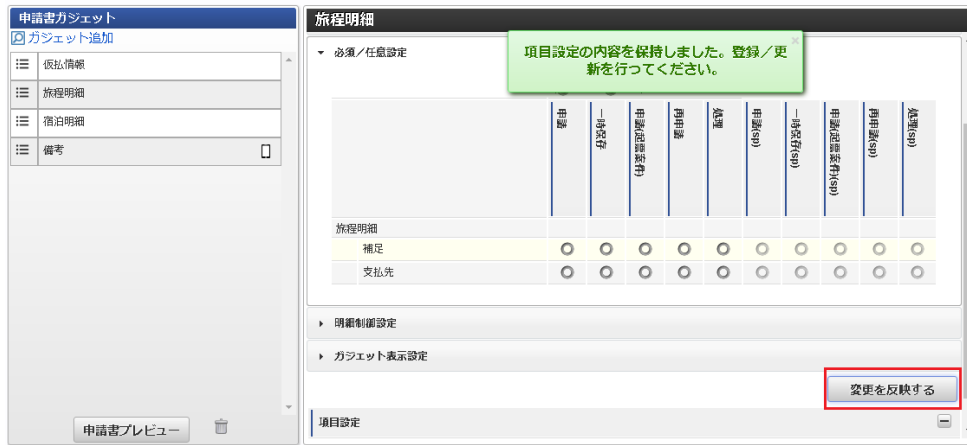 申請書ガジェット
ガジェット追加
仮払情報
旅程明細
宿泊明細
備考
申請書プレビュー
旅程明細
必須／任意設定
項目設定の内容を保持しました。登録／更
新を行ってください。
×
申請
一時保存
申請(起票案件)
再申請
処理
申請(sp)
一時保存(sp)
申請(起票案件)(sp)
再申請(sp)
処理(sp)
旅程明細
補足
支払先
明細制御設定
ガジェット表示設定
変更を反映する
項目設定